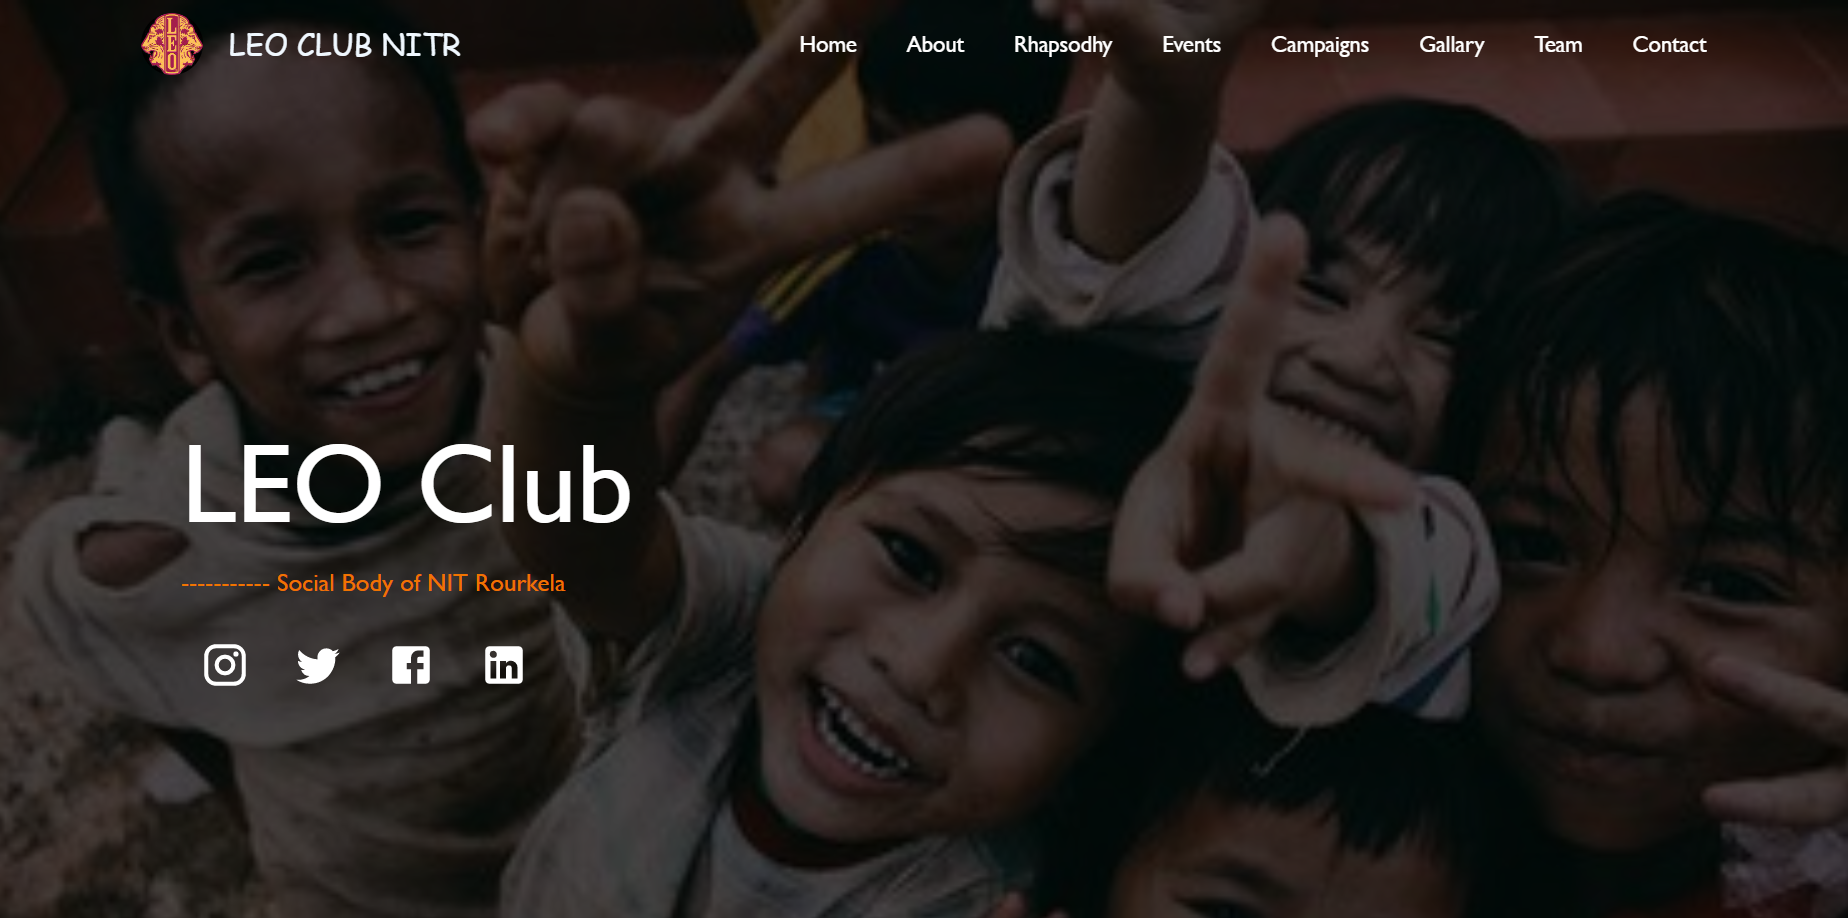 LEO
LEO CLUB NITR
Home About Rhapsodhy Events Campaigns Gallary Team Contact
LEO Club
----------- Social Body of NIT Rourkela
in